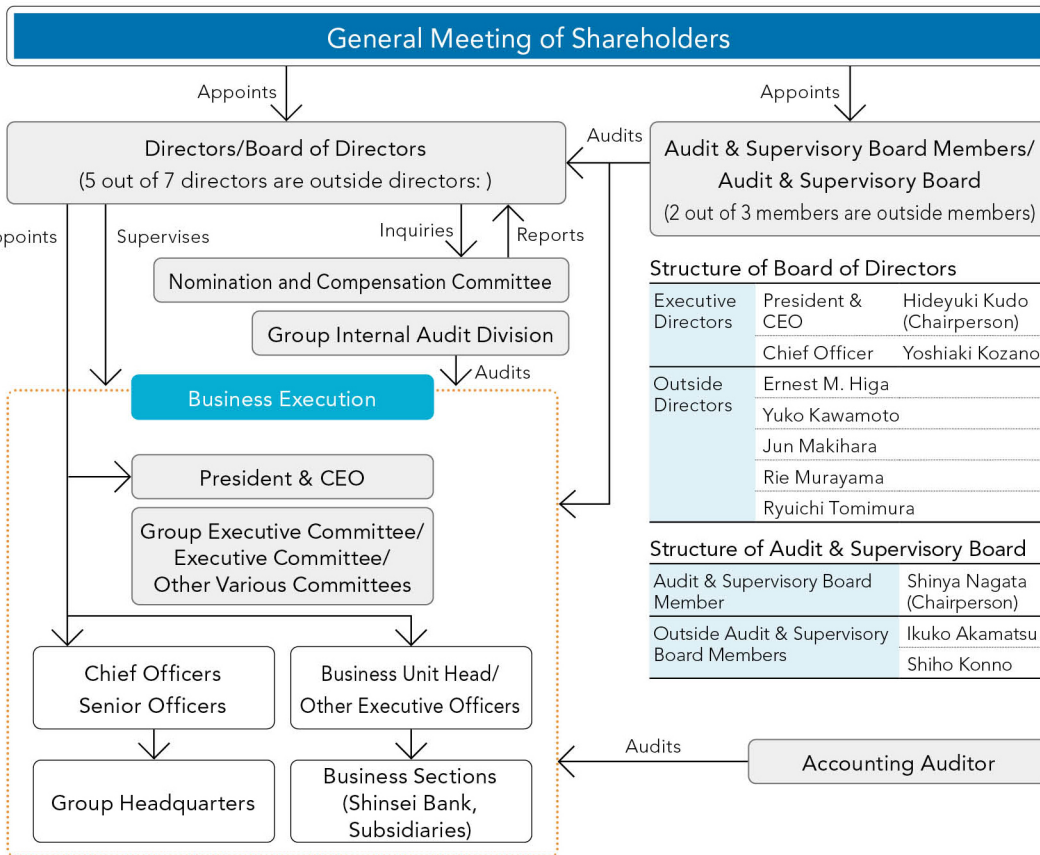 General Meeting of Shareholders
Appoints
Appoints
Directors/Board of Directors
(5 out of 7 directors are outside directors: )
Audits
Audit & Supervisory Board Members/
Audit & Supervisory Board
(2 out of 3 members are outside members)
ppoints
Supervises
Inquiries
Reports
Nomination and Compensation Committee
Group Internal Audit Division
Audits
Business Execution
President & CEO
Group Executive Committee/
Executive Committee/
Other Various Committees
Chief Officers
Senior Officers
Business Unit Head/
Other Executive Officers
Group Headquarters
Business Sections
(Shinsei Bank,
Subsidiaries)
Structure of Board of Directors
Executive
Directors
President &
CEO
Hideyuki Kudo
(Chairperson)
Chief Officer
Yoshiaki Kozano
Outside
Directors
Ernest M. Higa
Yuko Kawamoto
Jun Makihara
Rie Murayama
Ryuichi Tomimura
Structure of Audit & Supervisory Board
Audit & Supervisory Board
Member
Shinya Nagata
(Chairperson)
Outside Audit & Supervisory
Board Members
Ikuko Akamatsu
Shiho Konno
Audits
Accounting Auditor